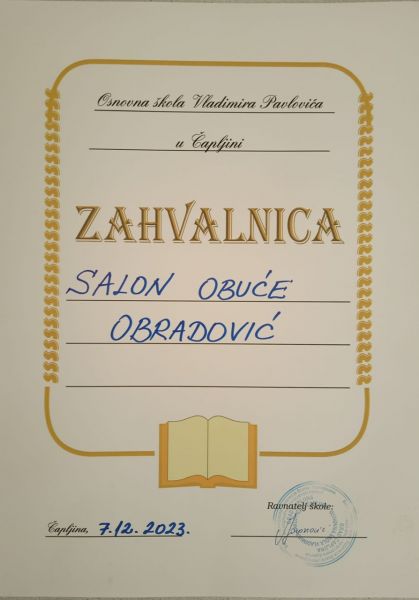 Osnovna škola Vladimira Pavlovića
u Čapljini
ZAHVALNICA
SALON OBUĆE
OBRADOVIĆ
Ravnatelj škole:
Čapljina, 7.12.2023.